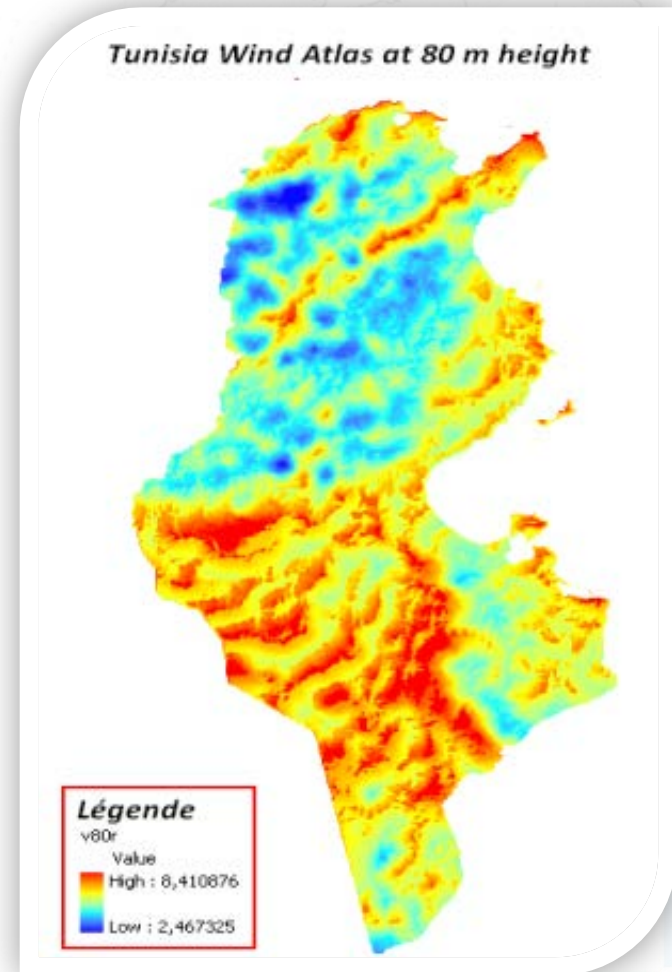 Tunisia Wind Atlas at 80 m height
Légende
v80r
Value
High : 8,410876
Low : 2,467325